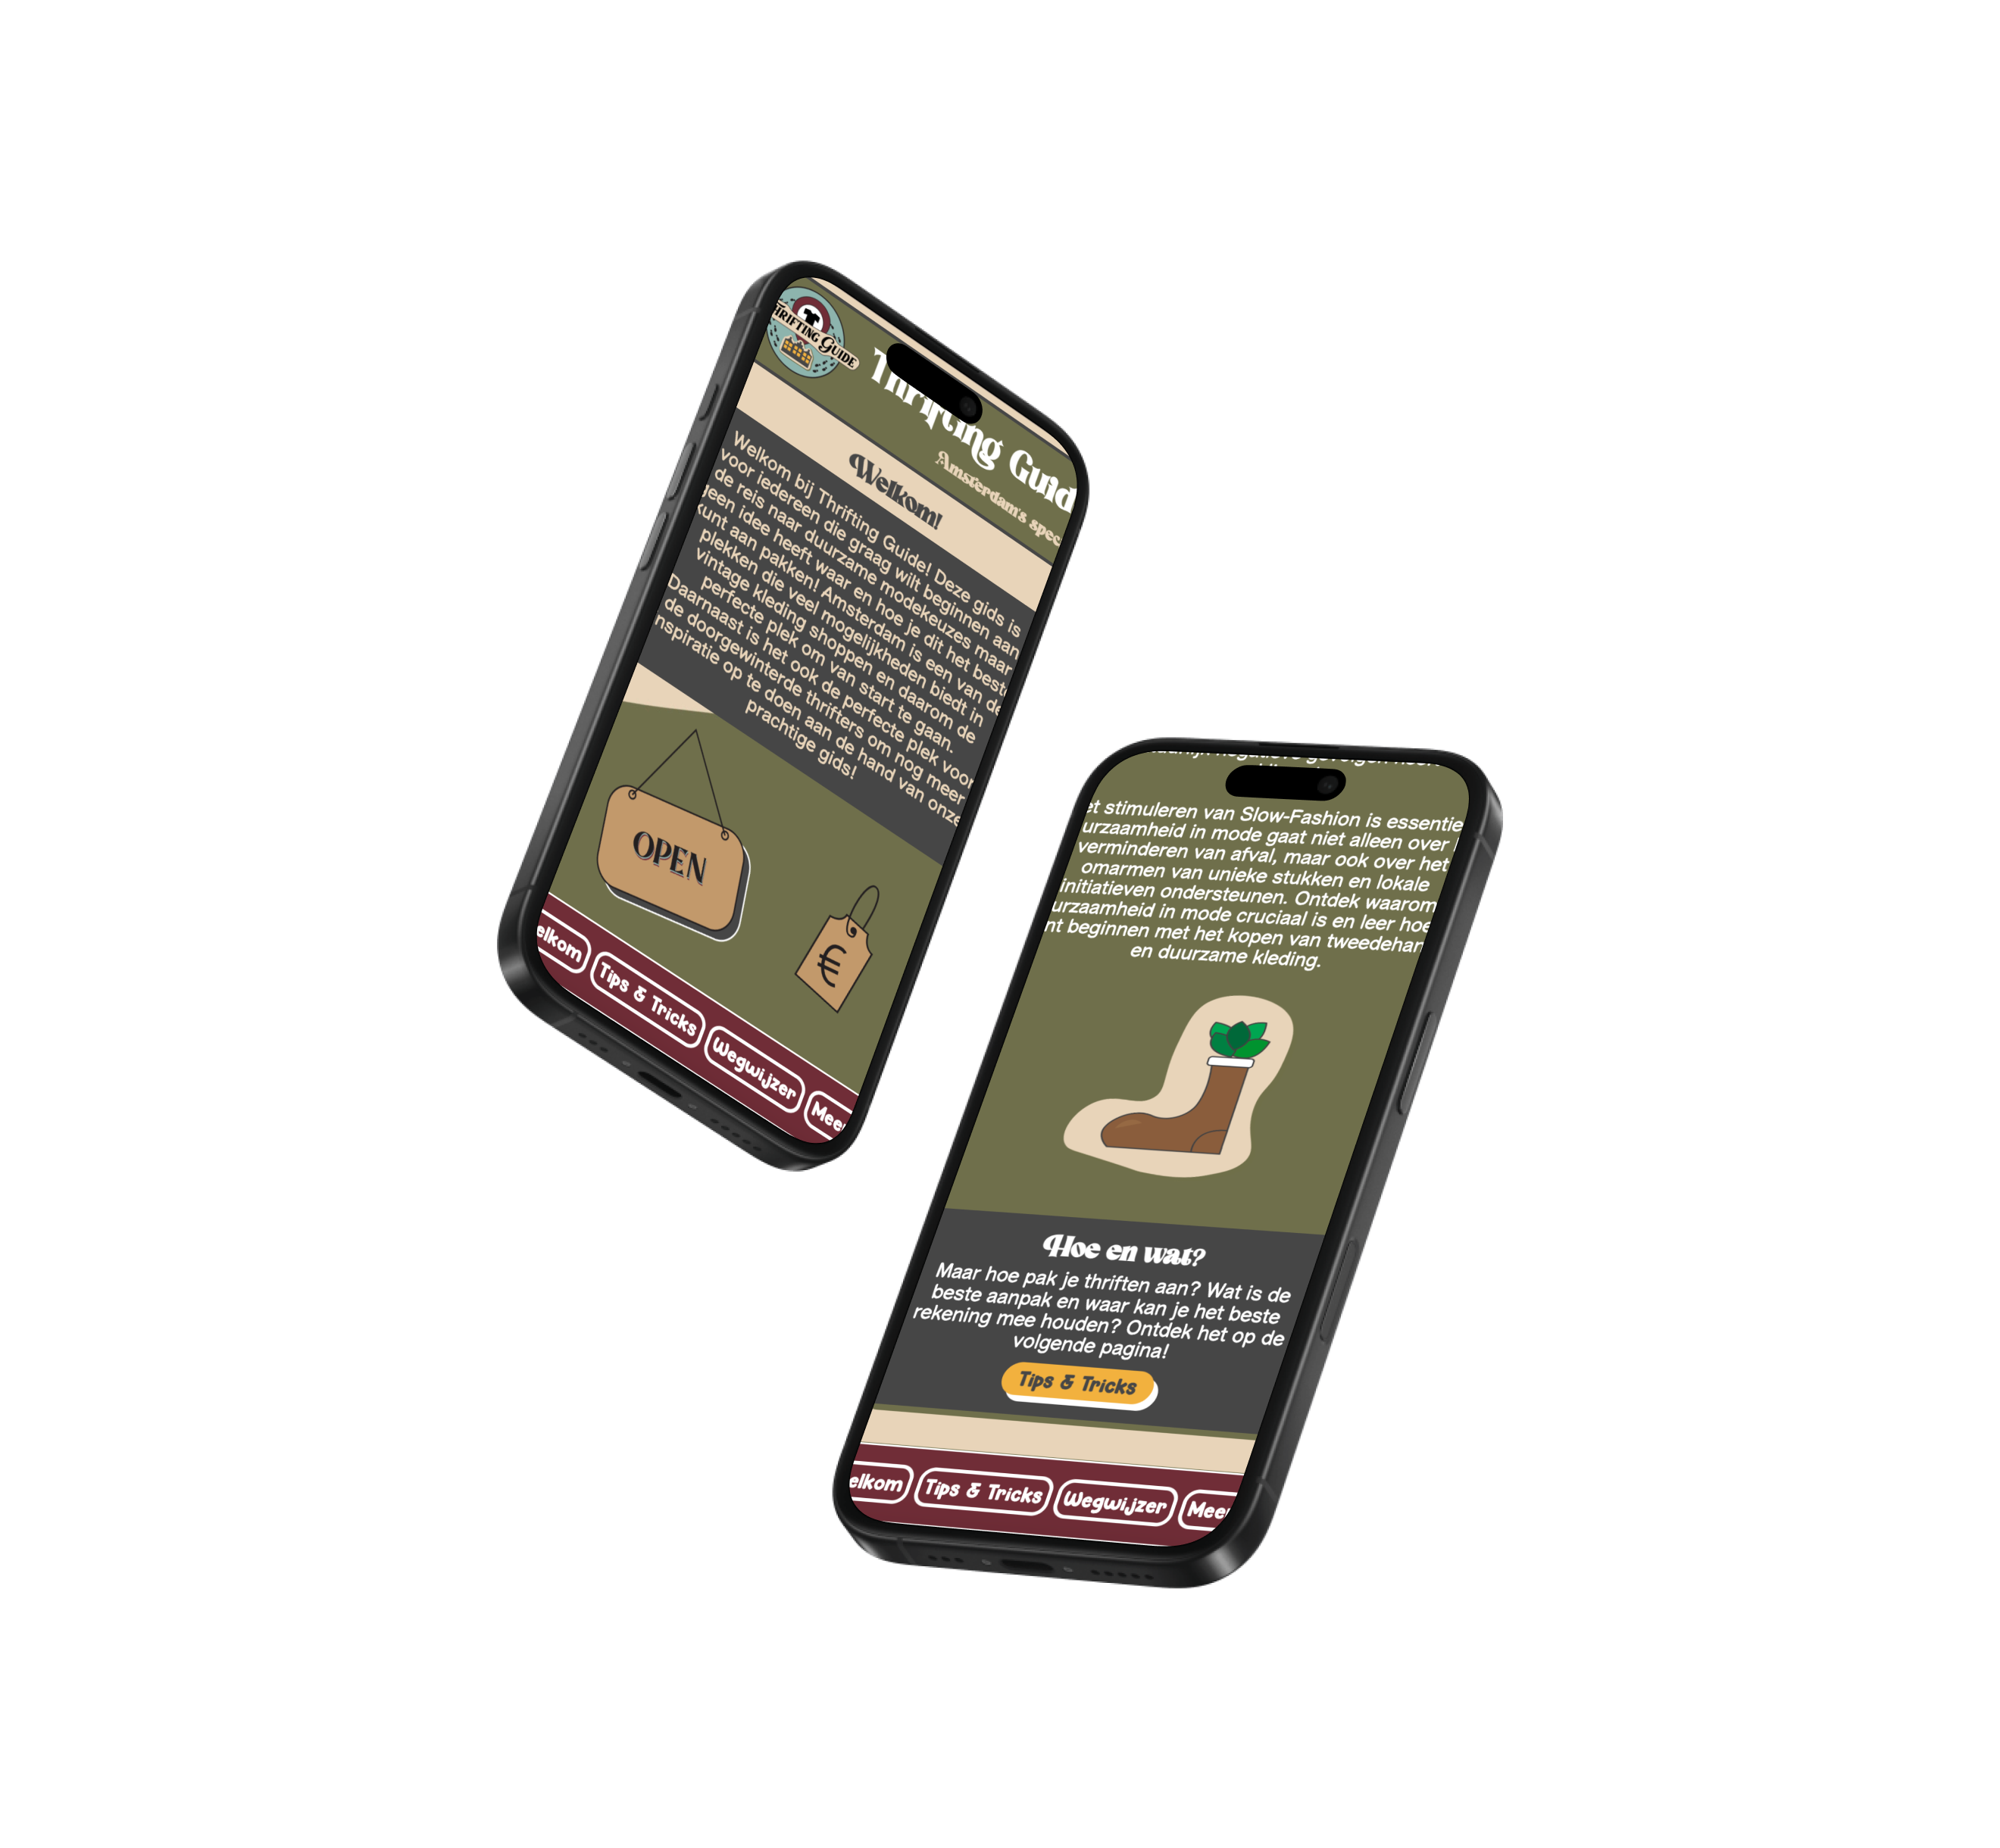 THRIFTING GUIDE
Thrifting Guid
Amsterdam's spec
Welkom!
Welkom bij Thrifting Guide! Deze gids is
voor iedereen die graag wilt beginnen aan
de reis naar duurzame modekeuzes maar
geen idee heeft waar en hoe je dit het beste
kunt aan pakken! Amsterdam is een van de
plekken die veel mogelijkheden biedt in
vintage kleding shoppen en daarom de
perfecte plek om van start te gaan.
Daarnaast is het ook de perfecte plek voor
de doorgewinterde thrifters om nog meer
nspiratie op te doen aan de hand van onze
prachtige gids!
OPEN
€
elkom
Tips & Tricks
Wegwijzer
Mee
et stimuleren van Slow-Fashion is essentie
urzaamheid in mode gaat niet alleen over
verminderen van afval, maar ook over het
omarmen van unieke stukken en lokale
initiatieven ondersteunen. Ontdek waarom
urzaamheid in mode cruciaal is en leer hoe
nt beginnen met het kopen van tweedehan
en duurzame kleding.
Hoe en wat?
Maar hoe pak je thriften aan? Wat is de
beste aanpak en waar kan je het beste
rekening mee houden? Ontdek het op de
volgende pagina!
Tips & Tricks
elkom
Tips & Tricks
Wegwijzer
Mee